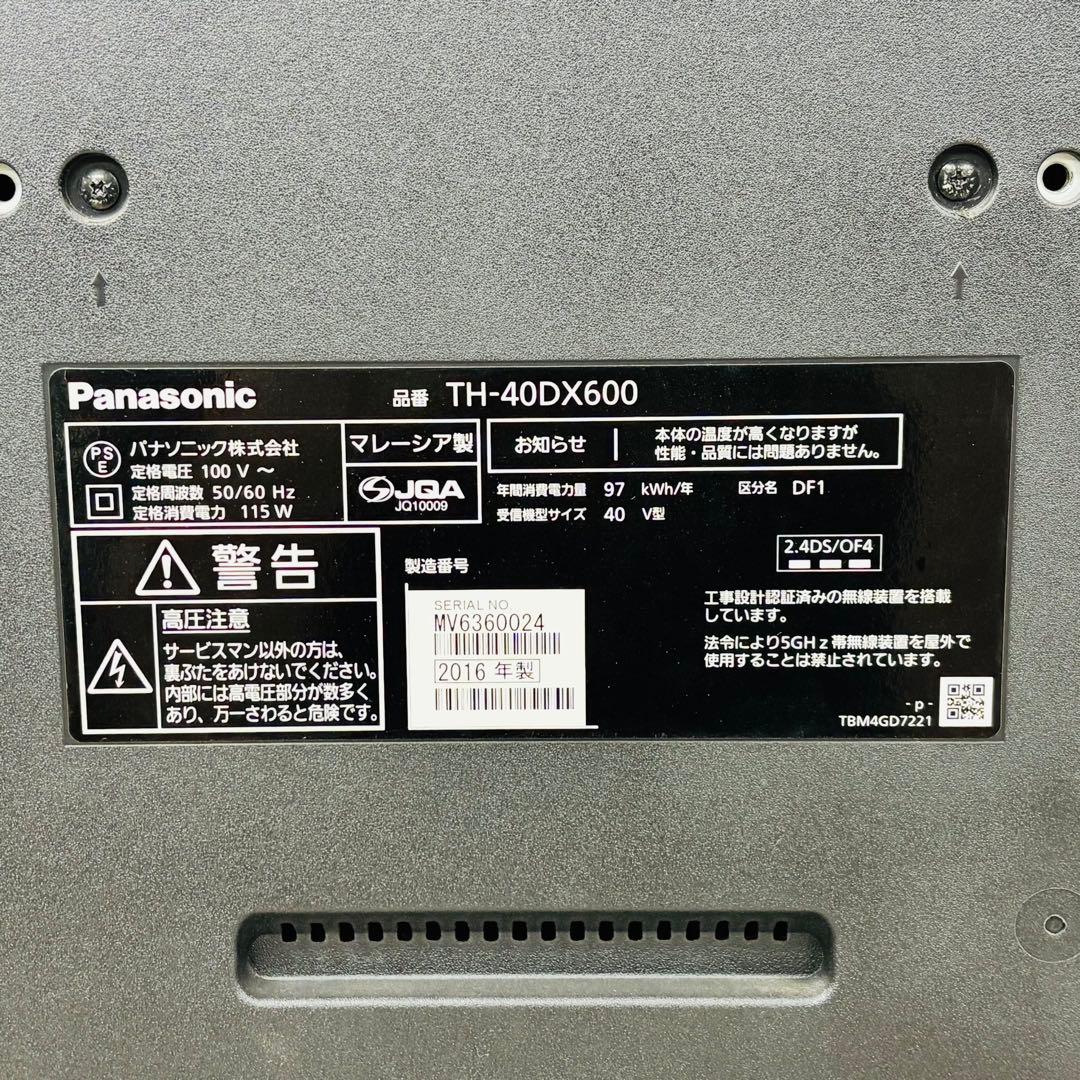 Panasonic
品番 TH-40DX600
PS E
パナソニック株式会社
定格電圧 100 V ～
定格周波数 50/60 Hz
定格消費電力 115 W
マレーシア製
JQA
JQ10009
お知らせ
本体の温度が高くなりますが
性能・品質には問題ありません。
年間消費電力量 97 kWh/年 区分名 DF1
受信機型サイズ 40 V型
警告
高圧注意
サービスマン以外の方は、
裏ぶたをあけないでください。
内部には高電圧部分が数多く
あり、万一さわると危険です。
製造番号
SERIAL NO.
MV6360024
2016 年製
2.4DS/OF4
工事設計認証済みの無線装置を搭載
しています。
法令により5GHz帯無線装置を屋外で
使用することは禁止されています。
- p -
TBM4GD7221